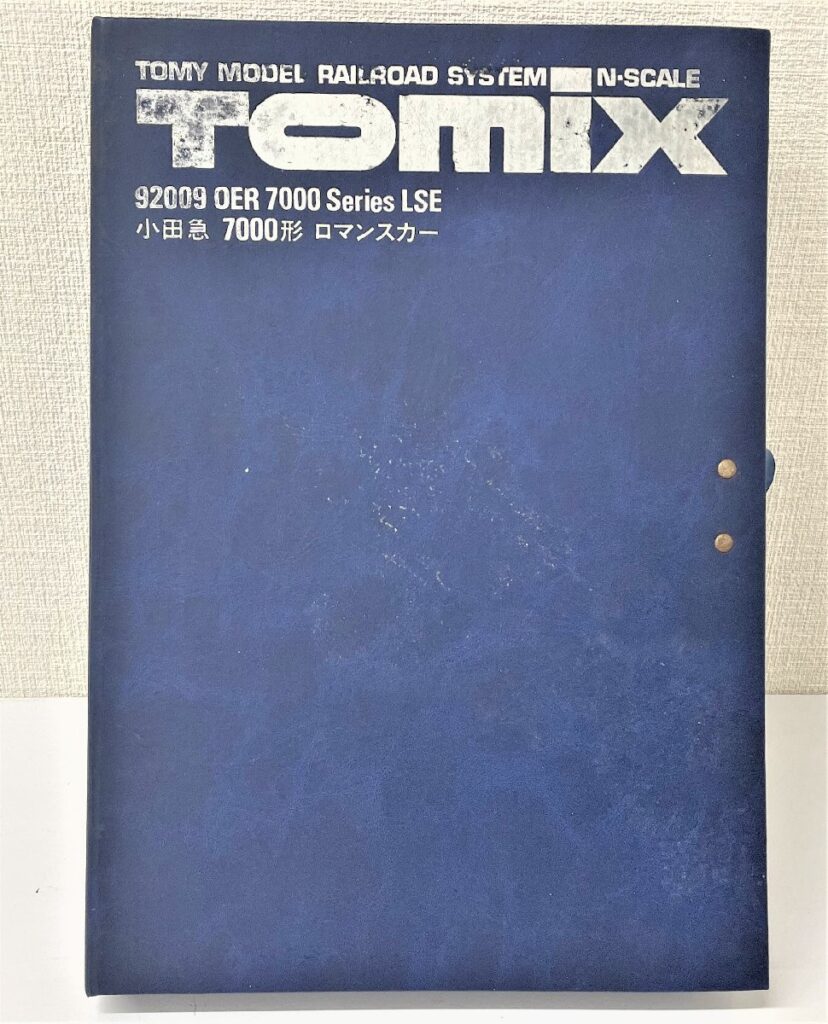 TOMY MODEL RAILROAD SYSTEM N-SCALE
TOMIX
92009 OER 7000 Series LSE
小田急 7000形 ロマンスカー